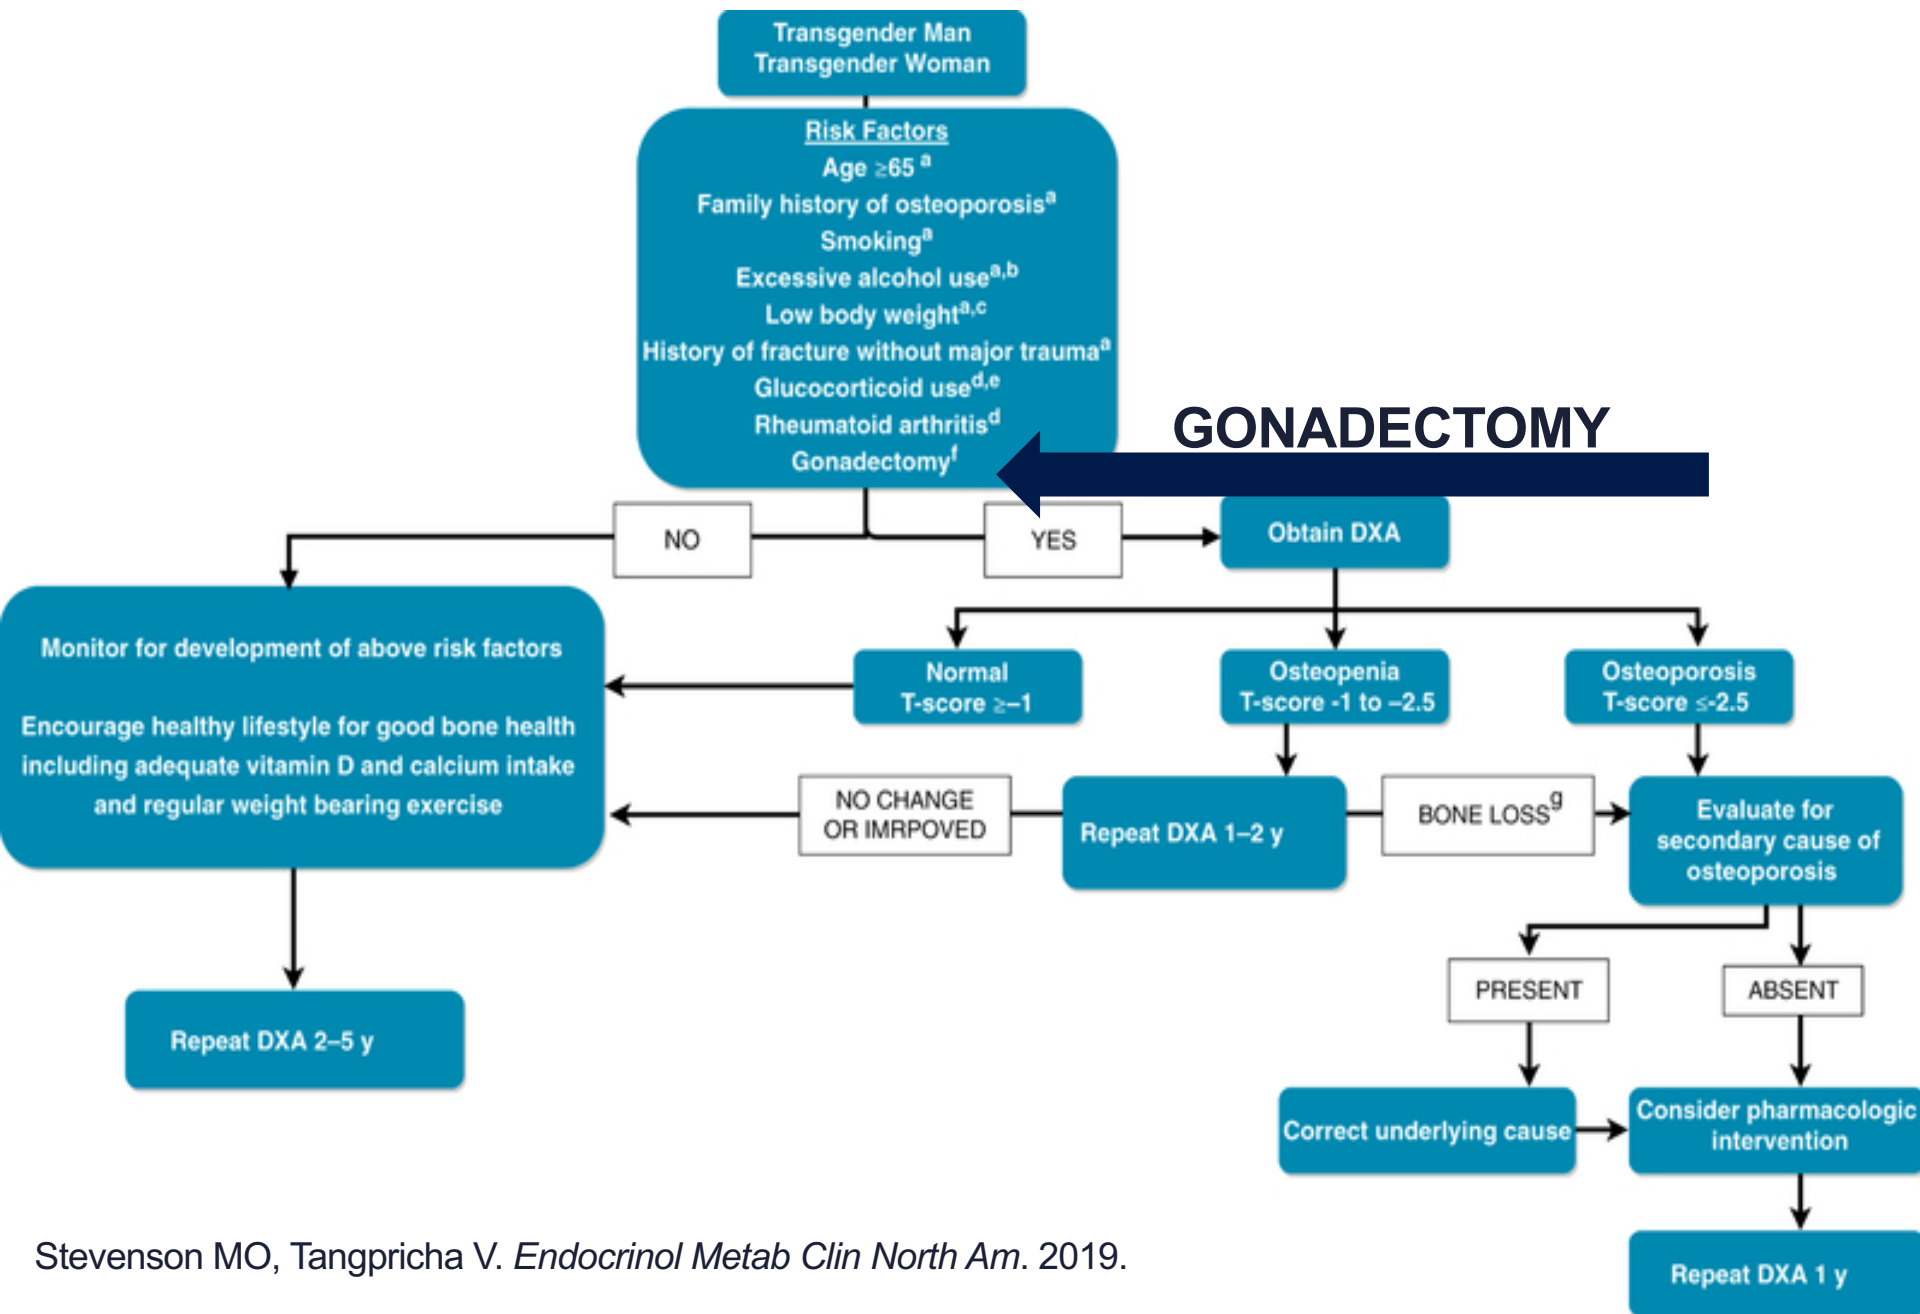 Transgender Man
Transgender Woman
Risk Factors
Age ≥65 a
Family history of osteoporosisa
Smokinga
Excessive alcohol usea,b
Low body weighta,c
History of fracture without major traumaa
Glucocorticoid used,e
Rheumatoid arthritisd
Gonadectomyf
GONADECTOMY
NO
YES
Obtain DXA
Monitor for development of above risk factors
Encourage healthy lifestyle for good bone health
including adequate vitamin D and calcium intake
and regular weight bearing exercise
Normal
T-score ≥–1
Osteopenia
T-score -1 to –2.5
Osteoporosis
T-score ≤-2.5
NO CHANGE
OR IMRPOVED
Repeat DXA 1–2 y
BONE LOSSg
Evaluate for
secondary cause of
osteoporosis
PRESENT
ABSENT
Repeat DXA 2–5 y
Correct underlying cause
Consider pharmacologic
intervention
Repeat DXA 1 y
Stevenson MO, Tangpricha V. Endocrinol Metab Clin North Am. 2019.